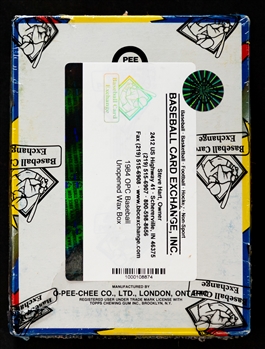 PEE
Baseball Card
Exchange
Baseball Basketball Football Hockey Non-Sport
BASEBALL CARD EXCHANGE, INC.
Steve Hart, Owner
2412 US Highway 41 - Schererville, IN 46375
(219) 515-6907 800-598-8656
Fax (219) 515-6908 www.bbcexchange.com
1984 OPC Baseball
Unopened Wax Box
1000108874
Baseball Card
Exchange
Baseball Card
Exchange
MANUFACTURED BY
O-PEE-CHEE CO., LTD., LONDON, ONTARIO
REGISTERED USER UNDER TRADE MARK LICENSE WITH
TOPPS CHEWING GUM INC., BROOKLYN, N.Y.